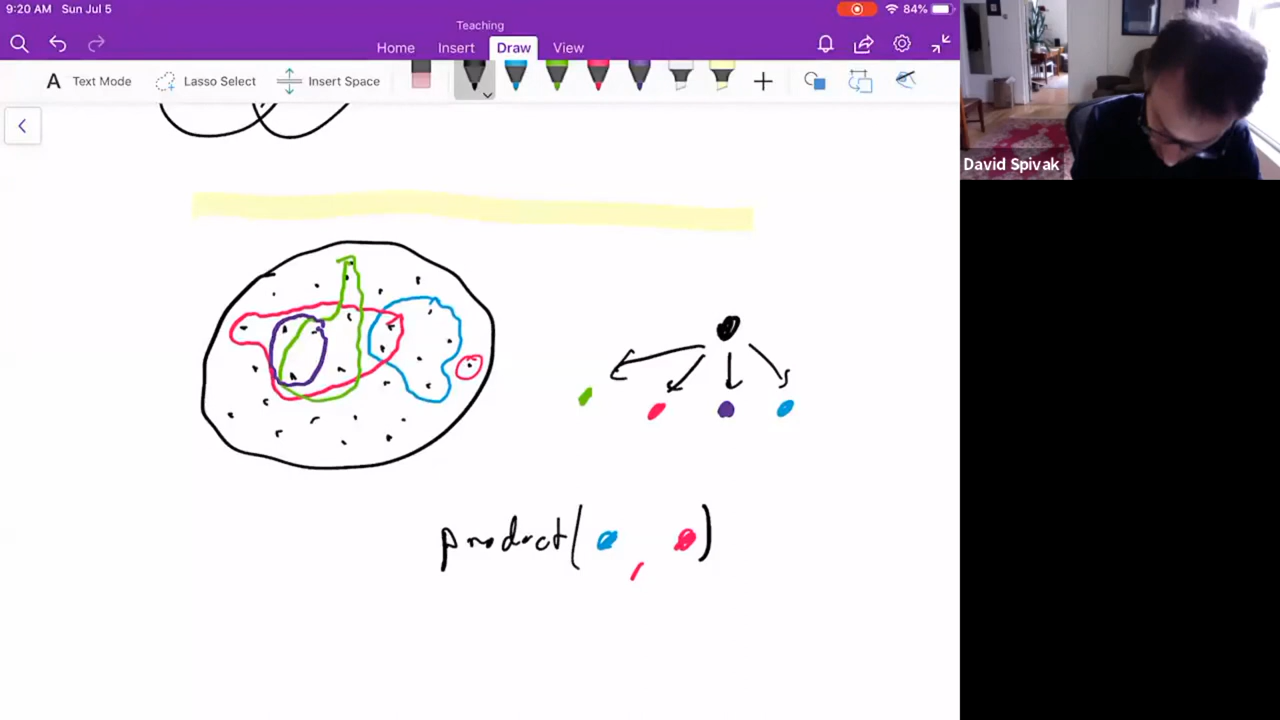 9:20 AM Sun Jul 5
84%
Teaching
Home Insert Draw View
Text Mode Lasso Select Insert Space
David Spivak
product( , )